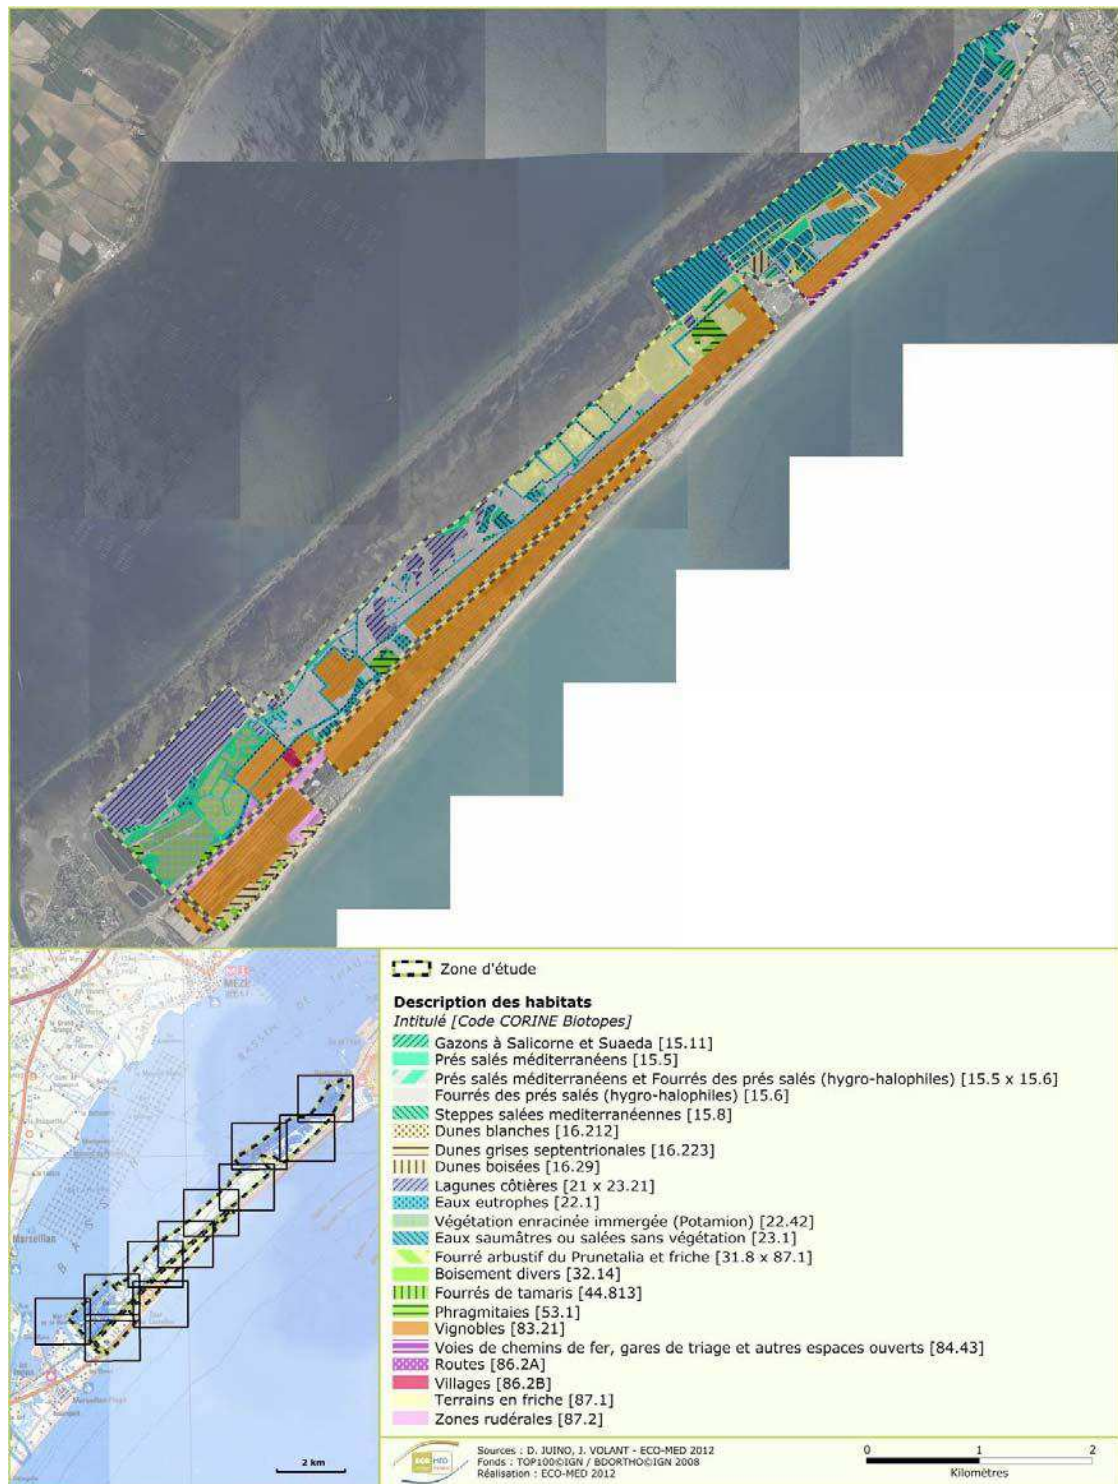 Zone d'étude
Description des habitats
Intitulé [Code CORINE Biotopes]
Gazons à Salicorne et Suaeda [15.11]
Prés salés méditerranéens [15.5]
Prés salés méditerranéens et Fourrés des prés salés (hygro-halophiles) [15.5 x 15.6]
Fourrés des prés salés (hygro-halophiles) [15.6]
Steppes salées mediterranéennes [15.8]
Dunes blanches [16.212]
Dunes grises septentrionales [16.223]
Dunes boisées [16.29]
Lagunes côtières [21 x 23.21]
Eaux eutrophes [22.1]
Végétation enracinée immergée (Potamion) [22.42]
Eaux saumâtres ou salées sans végétation [23.1]
Fourré arbustif du Prunetalia et friche [31.8 x 87.1]
Boisement divers [32.14]
Fourrés de tamaris [44.813]
Phragmitaies [53.1]
Vignobles [83.21]
Voies de chemins de fer, gares de triage et autres espaces ouverts [84.43]
Routes [86.2A]
Villages [86.2B]
Terrains en friche [87.1]
Zones rudérales [87.2]
MEZE
BASSIN DE THAU
Marseillan
Marseillan-Plage
2 km
Sources : D. JUINO, J. VOLANT - ECO-MED 2012
Fonds : TOP100©IGN / BDORTHO©IGN 2008
Réalisation : ECO-MED 2012
0 1 2
Kilomètres